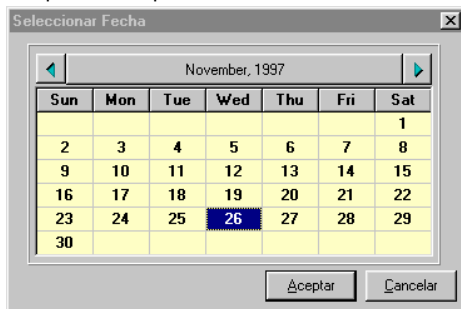 Seleccionar Fecha
November, 1997
Sun Mon Tue Wed Thu Fri Sat
1
2 3 4 5 6 7 8
9 10 11 12 13 14 15
16 17 18 19 20 21 22
23 24 25 26 27 28 29
30
Aceptar Cancelar